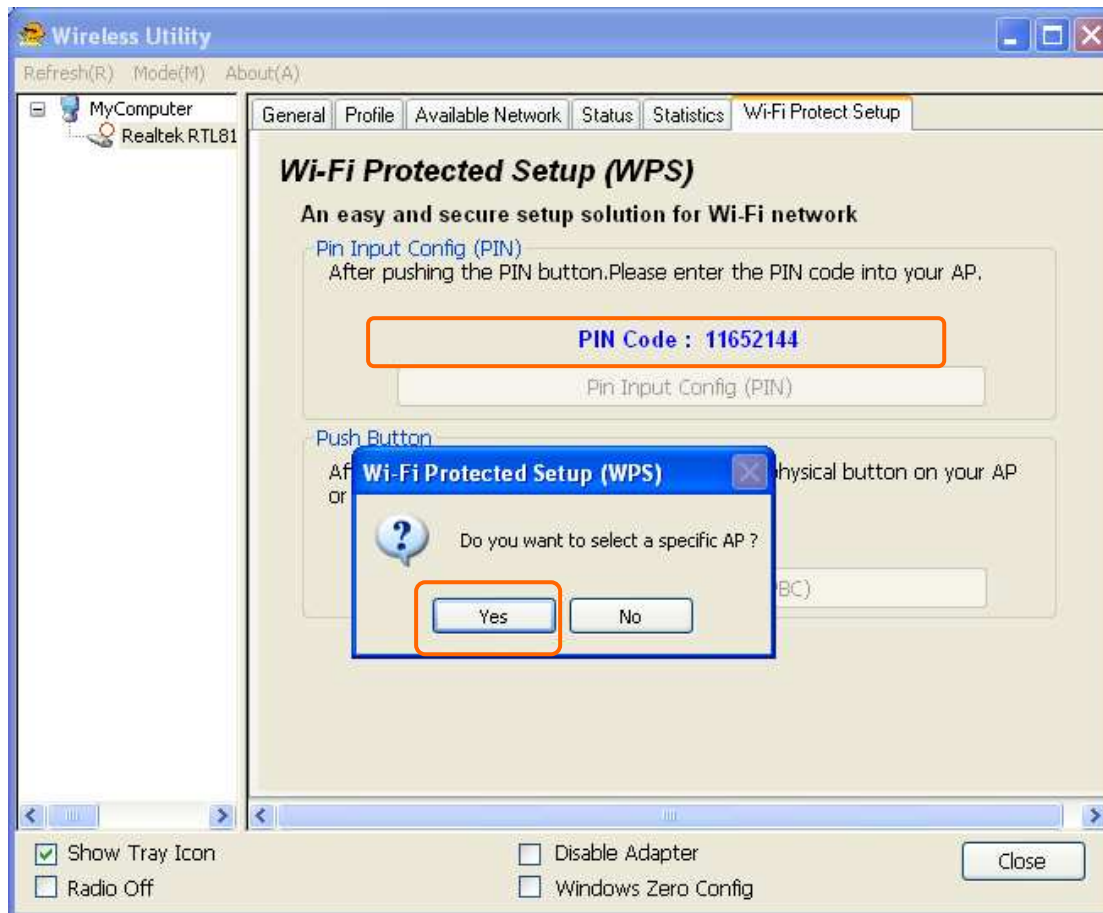 Wireless Utility
Refresh(R) Mode(M) About(A)
MyComputer
Realtek RTL81
General Profile Available Network Status Statistics Wi-Fi Protect Setup
Wi-Fi Protected Setup (WPS)
An easy and secure setup solution for Wi-Fi network
Pin Input Config (PIN)
After pushing the PIN button.Please enter the PIN code into your AP.
PIN Code : 11652144
Pin Input Config (PIN)
Push Button
Af
hysical button on your AP
or
Wi-Fi Protected Setup (WPS)
Do you want to select a specific AP ?
BC)
Yes No
Show Tray Icon
Disable Adapter
Radio Off
Windows Zero Config
Close